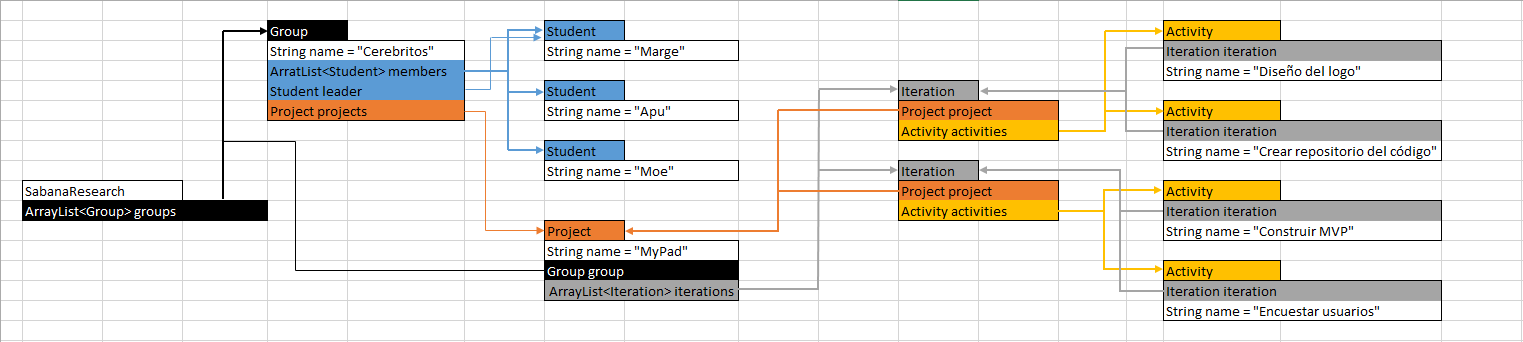 SabanaResearch
ArrayList<Group> groups
Group
String name = "Cerebritos"
ArratList<Student> members
Student leader
Project projects
Student
String name = "Marge"
Student
String name = "Apu"
Student
String name = "Moe"
Project
String name = "MyPad"
Group group
ArrayList<Iteration> iterations
Iteration
Project project
Activity activities
Iteration
Project project
Activity activities
Activity
Iteration iteration
String name = "Diseño del logo"
Activity
Iteration iteration
String name = "Crear repositorio del código"
Activity
Iteration iteration
String name = "Construir MVP"
Activity
Iteration iteration
String name = "Encuestar usuarios"